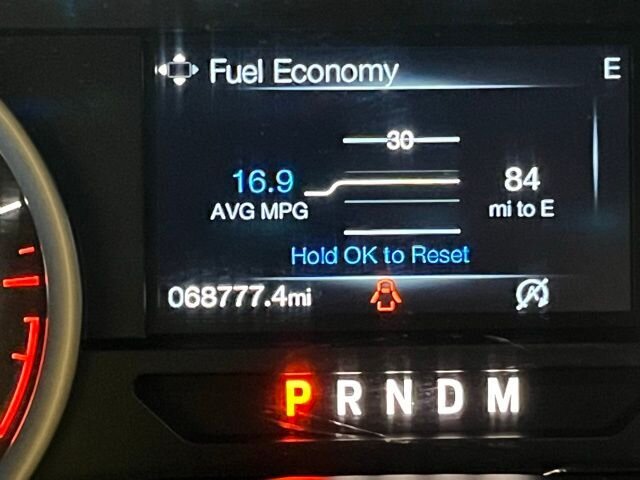 Fuel Economy E
30
16.9 84
AVG MPG mi to E
Hold OK to Reset
068777.4mi
P R N D M